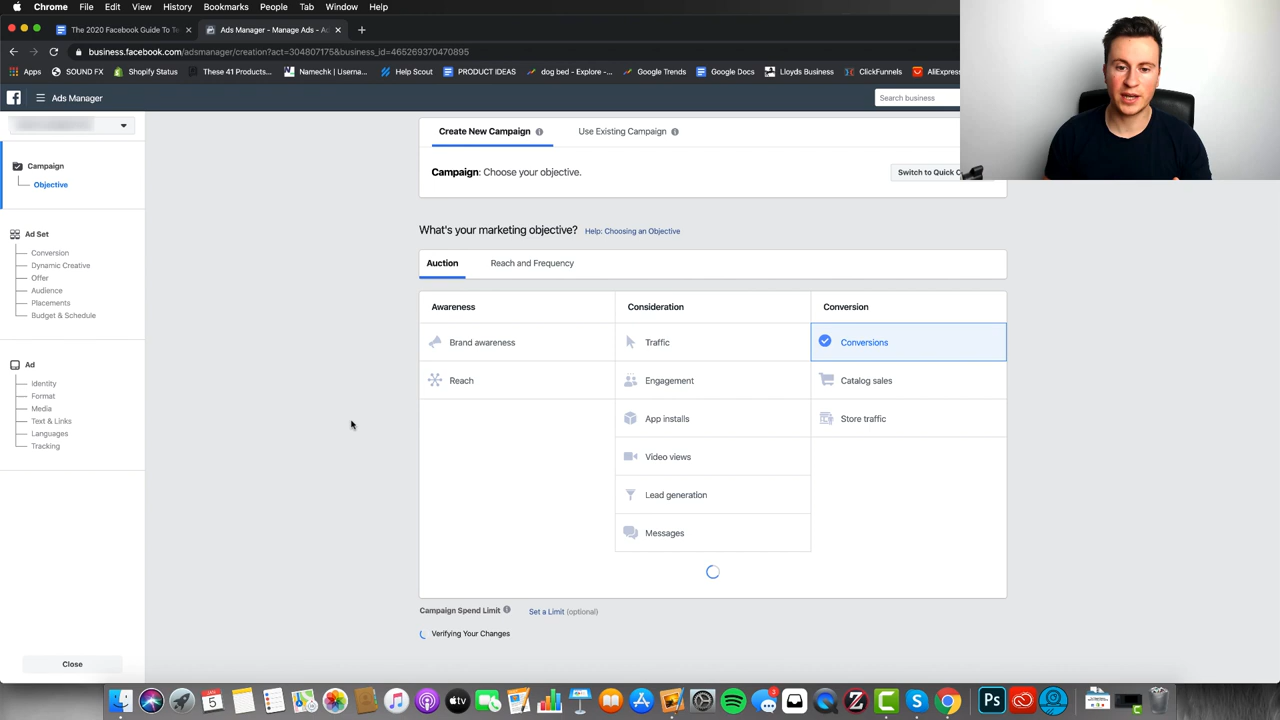 Chrome File Edit View History Bookmarks People Tab Window Help
The 2020 Facebook Guide To Te
Ads Manager - Manage Ads -
business.facebook.com/adsmanager/creation?act=304807175&business_id=465269370470895
Apps SOUND FX Shopify Status These 41 Products... Namechk | Userna... Help Scout PRODUCT IDEAS dog bed - Explore -... Google Trends Google Docs Lloyds Business ClickFunnels AliExpres
Ads Manager
Search business
Create New Campaign
Use Existing Campaign
Campaign: Choose your objective.
Switch to Quick C
Campaign
Objective
Ad Set
Conversion
Dynamic Creative
Offer
Audience
Placements
Budget & Schedule
Ad
Identity
Format
Media
Text & Links
Languages
Tracking
Close
What's your marketing objective? Help: Choosing an Objective
Auction
Reach and Frequency
Awareness
Consideration
Conversion
Brand awareness
Traffic
Conversions
Reach
Engagement
Catalog sales
App installs
Store traffic
Video views
Lead generation
Messages
Campaign Spend Limit
Set a Limit (optional)
Verifying Your Changes
5
3
tv
Z
S
Ps